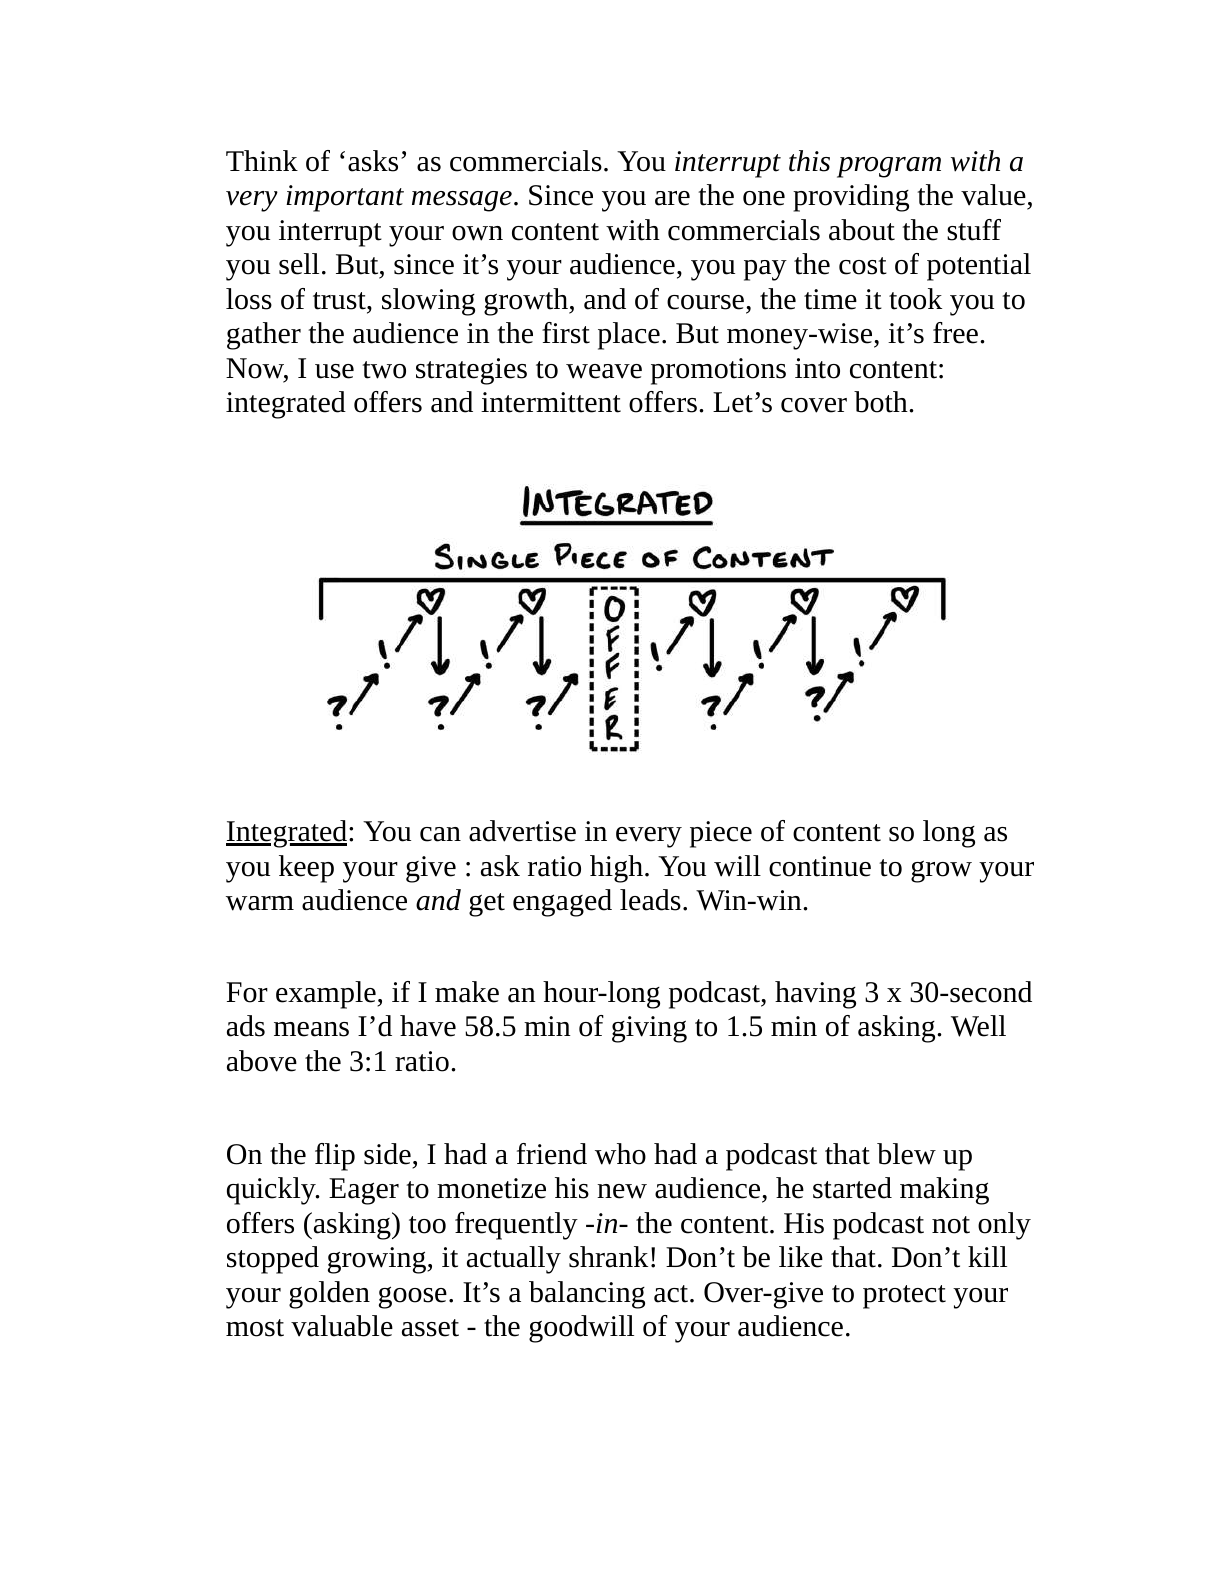 Think of ‘asks’ as commercials. You interrupt this program with a
very important message. Since you are the one providing the value,
you interrupt your own content with commercials about the stuff
you sell. But, since it’s your audience, you pay the cost of potential
loss of trust, slowing growth, and of course, the time it took you to
gather the audience in the first place. But money-wise, it’s free.
Now, I use two strategies to weave promotions into content:
integrated offers and intermittent offers. Let’s cover both.
INTEGRATED
SINGLE PIECE OF CONTENT
? ! ? ! ? OFFER ! ? ! ? !
Integrated: You can advertise in every piece of content so long as
you keep your give : ask ratio high. You will continue to grow your
warm audience and get engaged leads. Win-win.
For example, if I make an hour-long podcast, having 3 x 30-second
ads means I’d have 58.5 min of giving to 1.5 min of asking. Well
above the 3:1 ratio.
On the flip side, I had a friend who had a podcast that blew up
quickly. Eager to monetize his new audience, he started making
offers (asking) too frequently -in- the content. His podcast not only
stopped growing, it actually shrank! Don’t be like that. Don’t kill
your golden goose. It’s a balancing act. Over-give to protect your
most valuable asset - the goodwill of your audience.